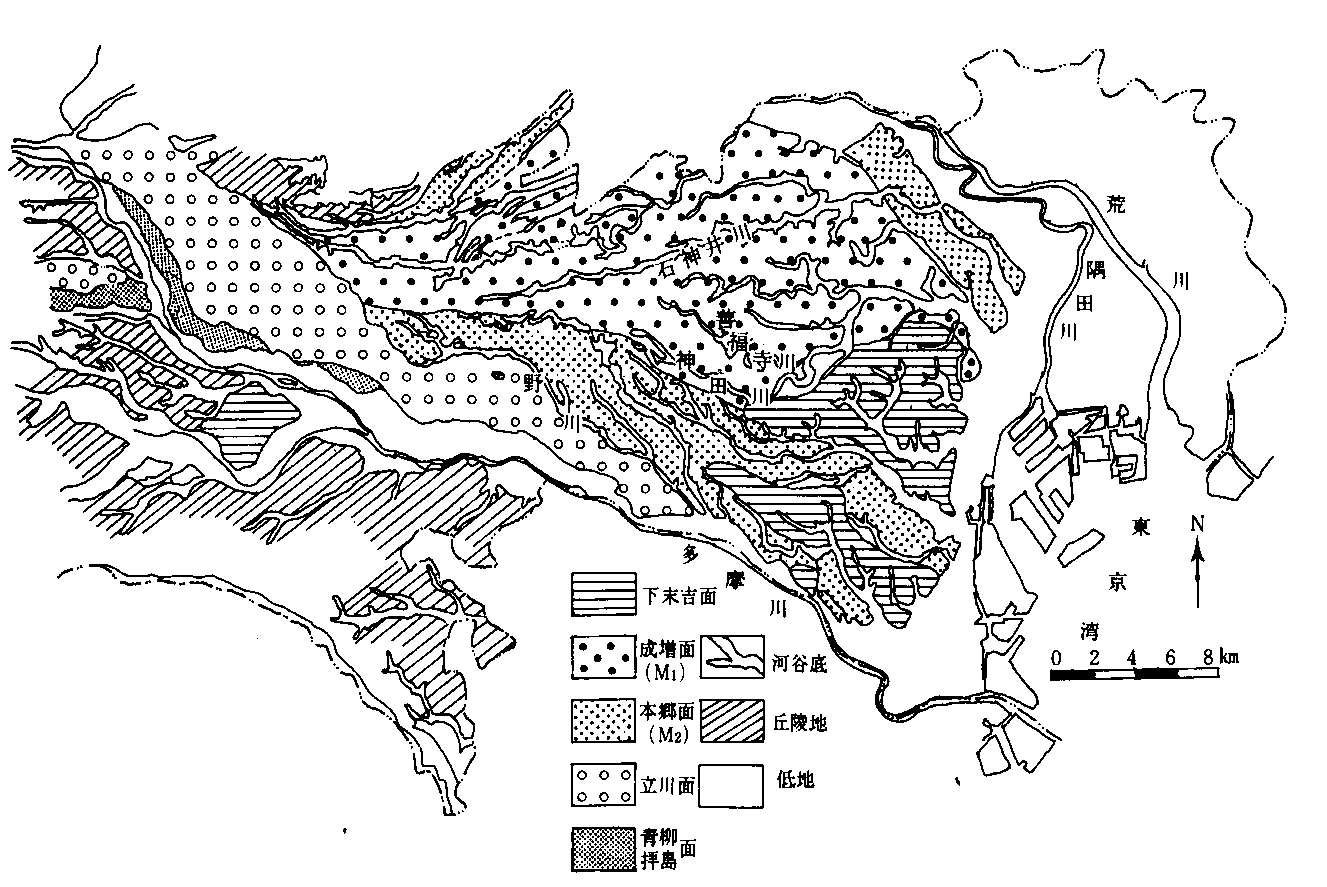 荒川
隅田川
石神井川
善福寺川
神田川
野川
多摩川
東京湾
N
0 2 4 6 8 km
下末吉面
成増面
(M1)
河谷底
本郷面
(M2)
丘陵地
立川面
低地
青柳
拝島
面